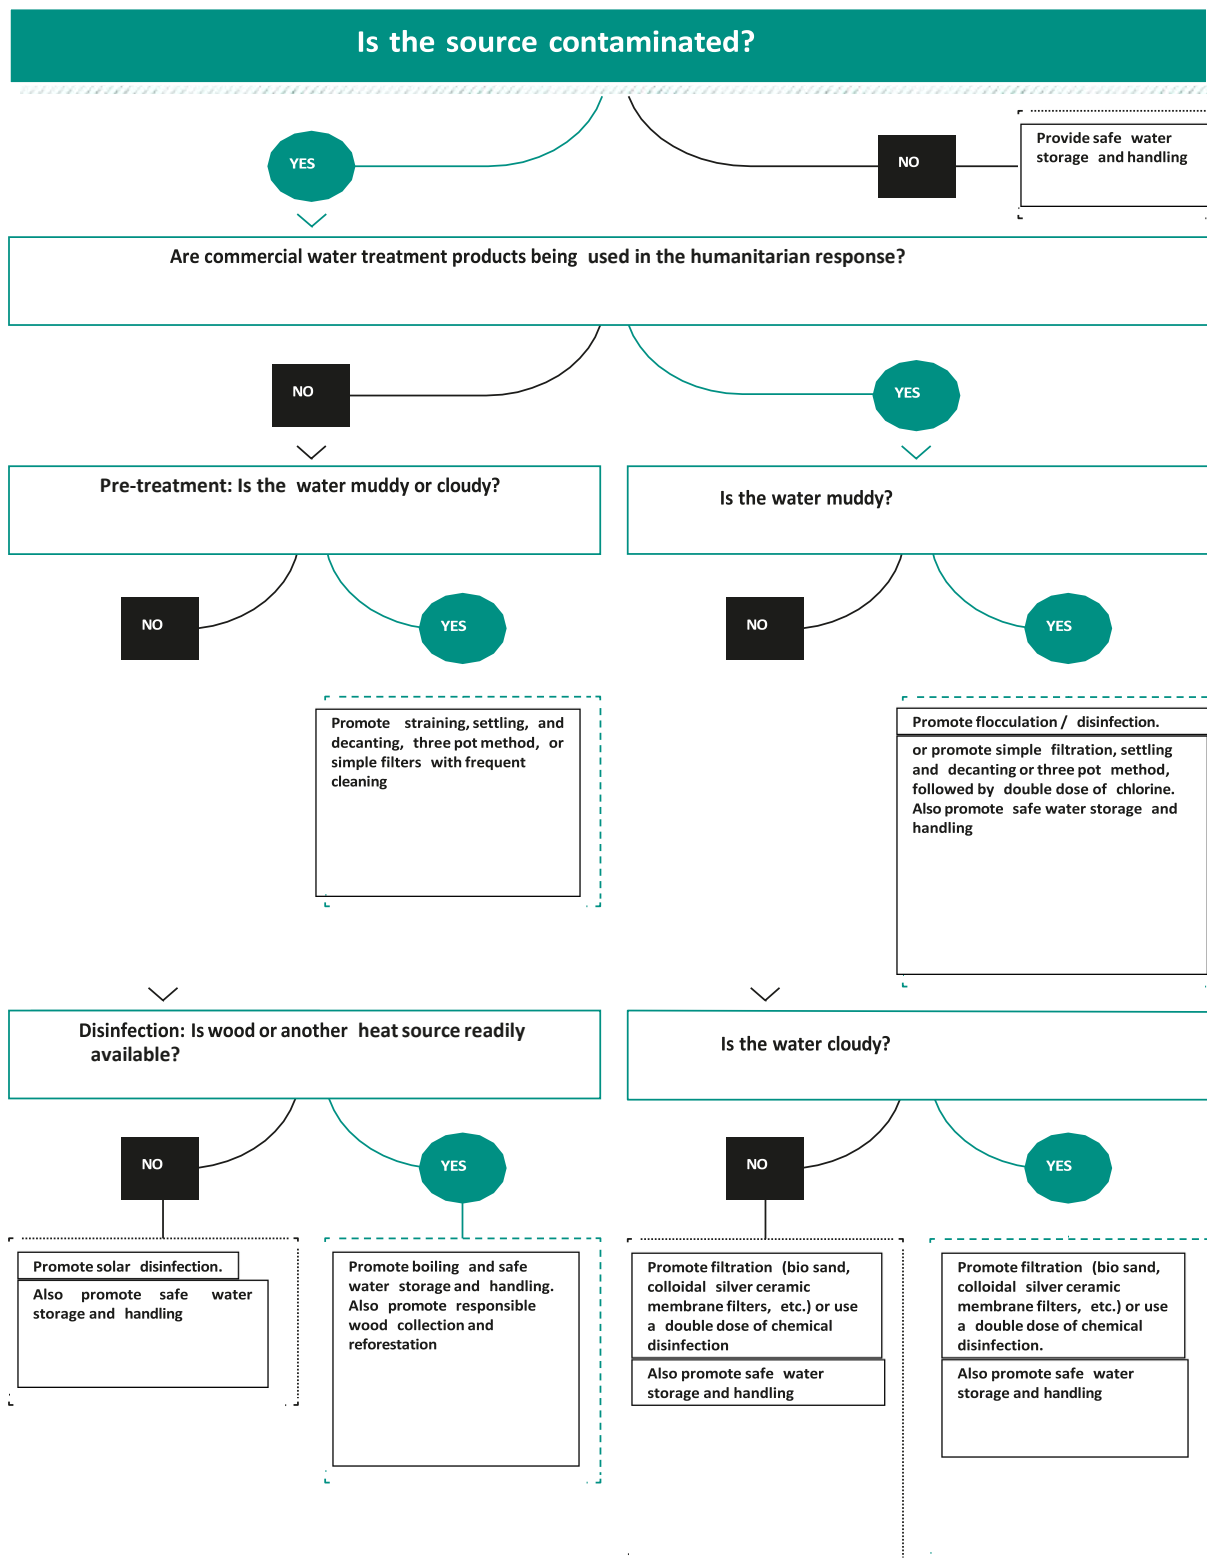 Is the source contaminated?
YES
NO
Provide safe water
storage and handling
Are commercial water treatment products being used in the humanitarian response?
NO
YES
Pre-treatment: Is the water muddy or cloudy?
Is the water muddy?
NO
YES
NO
YES
Promote straining, settling, and
decanting, three pot method, or
simple filters with frequent
cleaning
Promote flocculation / disinfection.
or promote simple filtration, settling
and decanting or three pot method,
followed by double dose of chlorine.
Also promote safe water storage and
handling
Disinfection: Is wood or another heat source readily
available?
Is the water cloudy?
NO
YES
NO
YES
Promote solar disinfection.
Also promote safe water
storage and handling
Promote boiling and safe
water storage and handling.
Also promote responsible
wood collection and
reforestation
Promote filtration (bio sand,
colloidal silver ceramic
membrane filters, etc.) or use
a double dose of chemical
disinfection
Also promote safe water
storage and handling
Promote filtration (bio sand,
colloidal silver ceramic
membrane filters, etc.) or use
a double dose of chemical
disinfection.
Also promote safe water
storage and handling